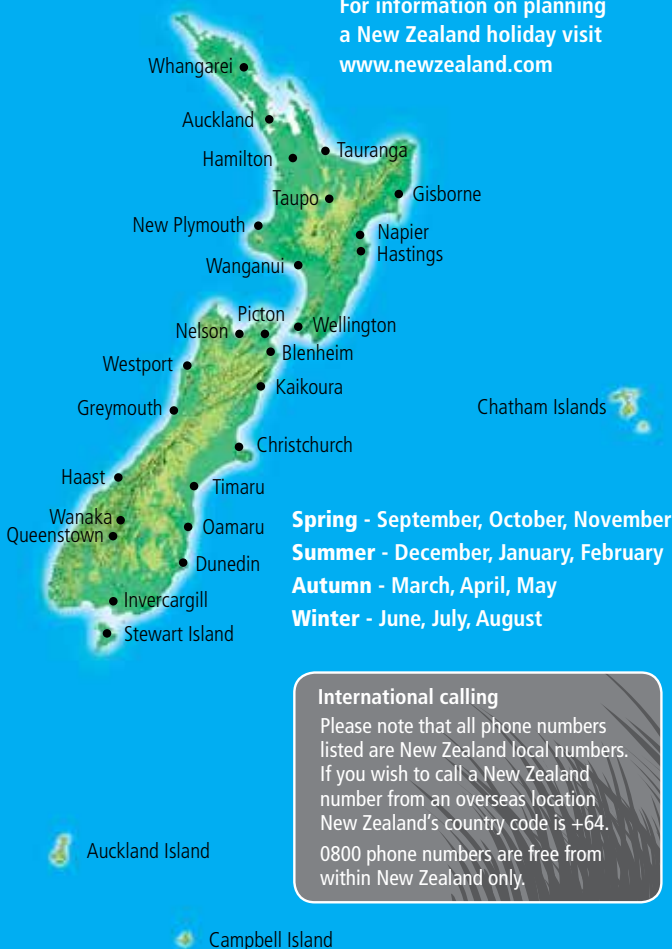 For information on planning
a New Zealand holiday visit
www.newzealand.com
Whangarei
Auckland
Hamilton
Tauranga
Taupo
Gisborne
New Plymouth
Napier
Hastings
Wanganui
Picton
Nelson
Wellington
Blenheim
Westport
Kaikoura
Greymouth
Chatham Islands
Christchurch
Haast
Timaru
Wanaka
Queenstown
Oamaru
Dunedin
Invercargill
Stewart Island
Spring - September, October, November
Summer - December, January, February
Autumn - March, April, May
Winter - June, July, August
International calling
Please note that all phone numbers
listed are New Zealand local numbers.
If you wish to call a New Zealand
number from an overseas location
New Zealand's country code is +64.
0800 phone numbers are free from
within New Zealand only.
Auckland Island
Campbell Island